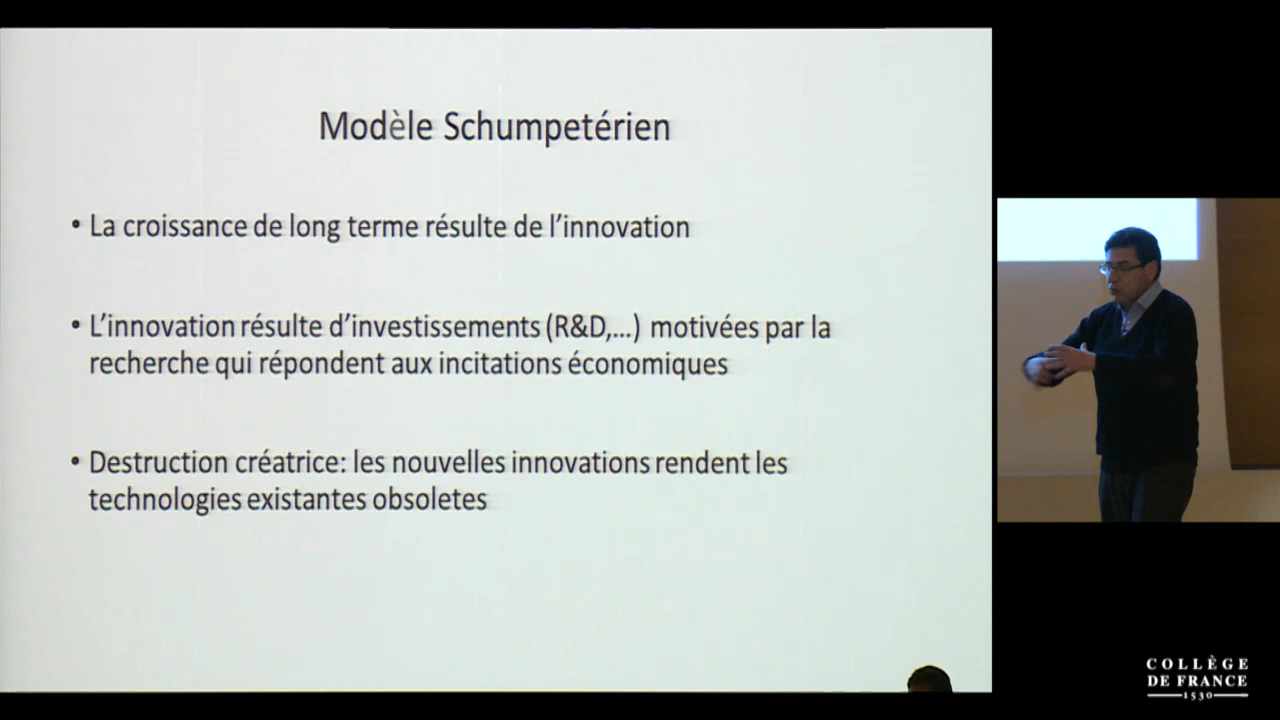 Modèle Schumpetérien
• La croissance de long terme résulte de l'innovation
• L'innovation résulte d'investissements (R&D,...) motivées par la
recherche qui répondent aux incitations économiques
• Destruction créatrice: les nouvelles innovations rendent les
technologies existantes obsoletes
COLLÈGE
DE FRANCE
1530